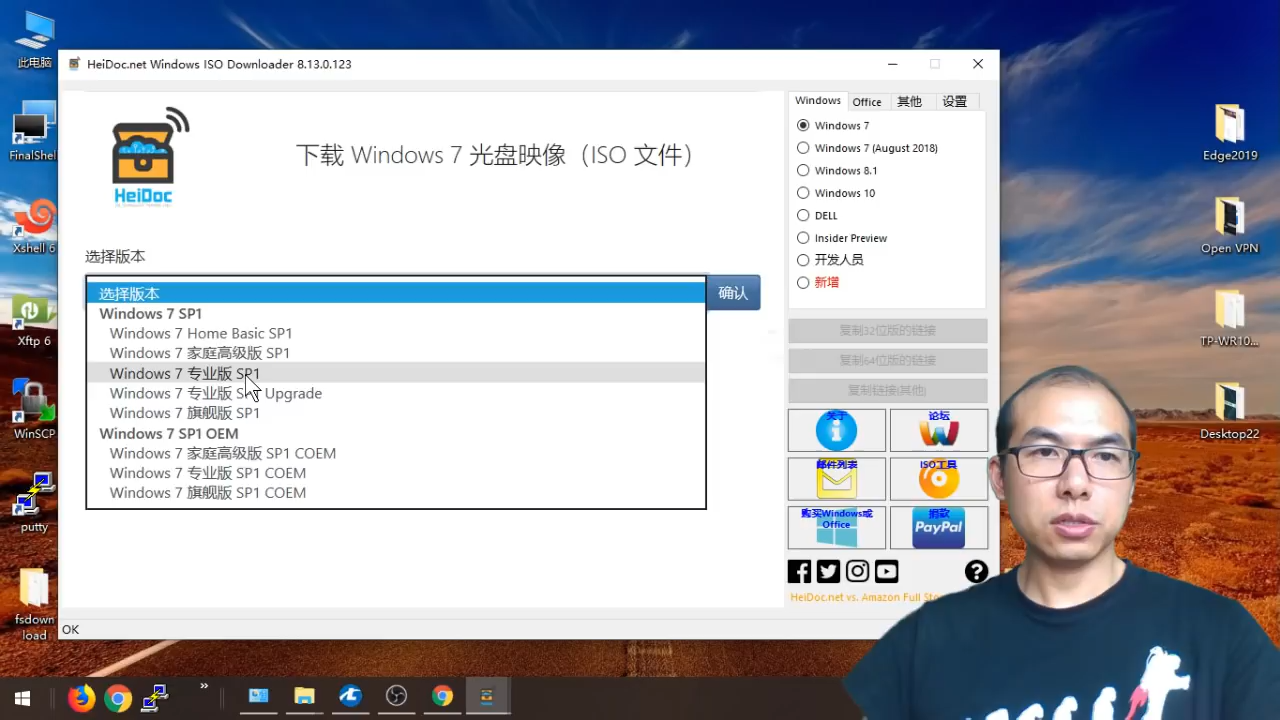 此电脑
FinalShell
Xshell 6
Xftp 6
WinSCP
putty
fsdown
load
HeiDoc.net Windows ISO Downloader 8.13.0.123
HeiDoc
下载 Windows 7 光盘映像（ISO 文件）
选择版本
选择版本
确认
Windows 7 SP1
Windows 7 Home Basic SP1
Windows 7 家庭高级版 SP1
Windows 7 专业版 SP1
Windows 7 专业版 Upgrade
Windows 7 旗舰版 SP1
Windows 7 SP1 OEM
Windows 7 家庭高级版 SP1 COEM
Windows 7 专业版 SP1 COEM
Windows 7 旗舰版 SP1 COEM
OK
Windows Office 其他 设置
Windows 7
Windows 7 (August 2018)
Windows 8.1
Windows 10
DELL
Insider Preview
开发人员
新增
复制32位版的链接
复制64位版的链接
复制链接(其他)
关于
论坛
邮件列表
ISO工具
购买Windows或
Office
捐款
PayPal
HeiDoc.net vs. Amazon Full
Edge2019
Open VPN
TP-WR10...
Desktop22